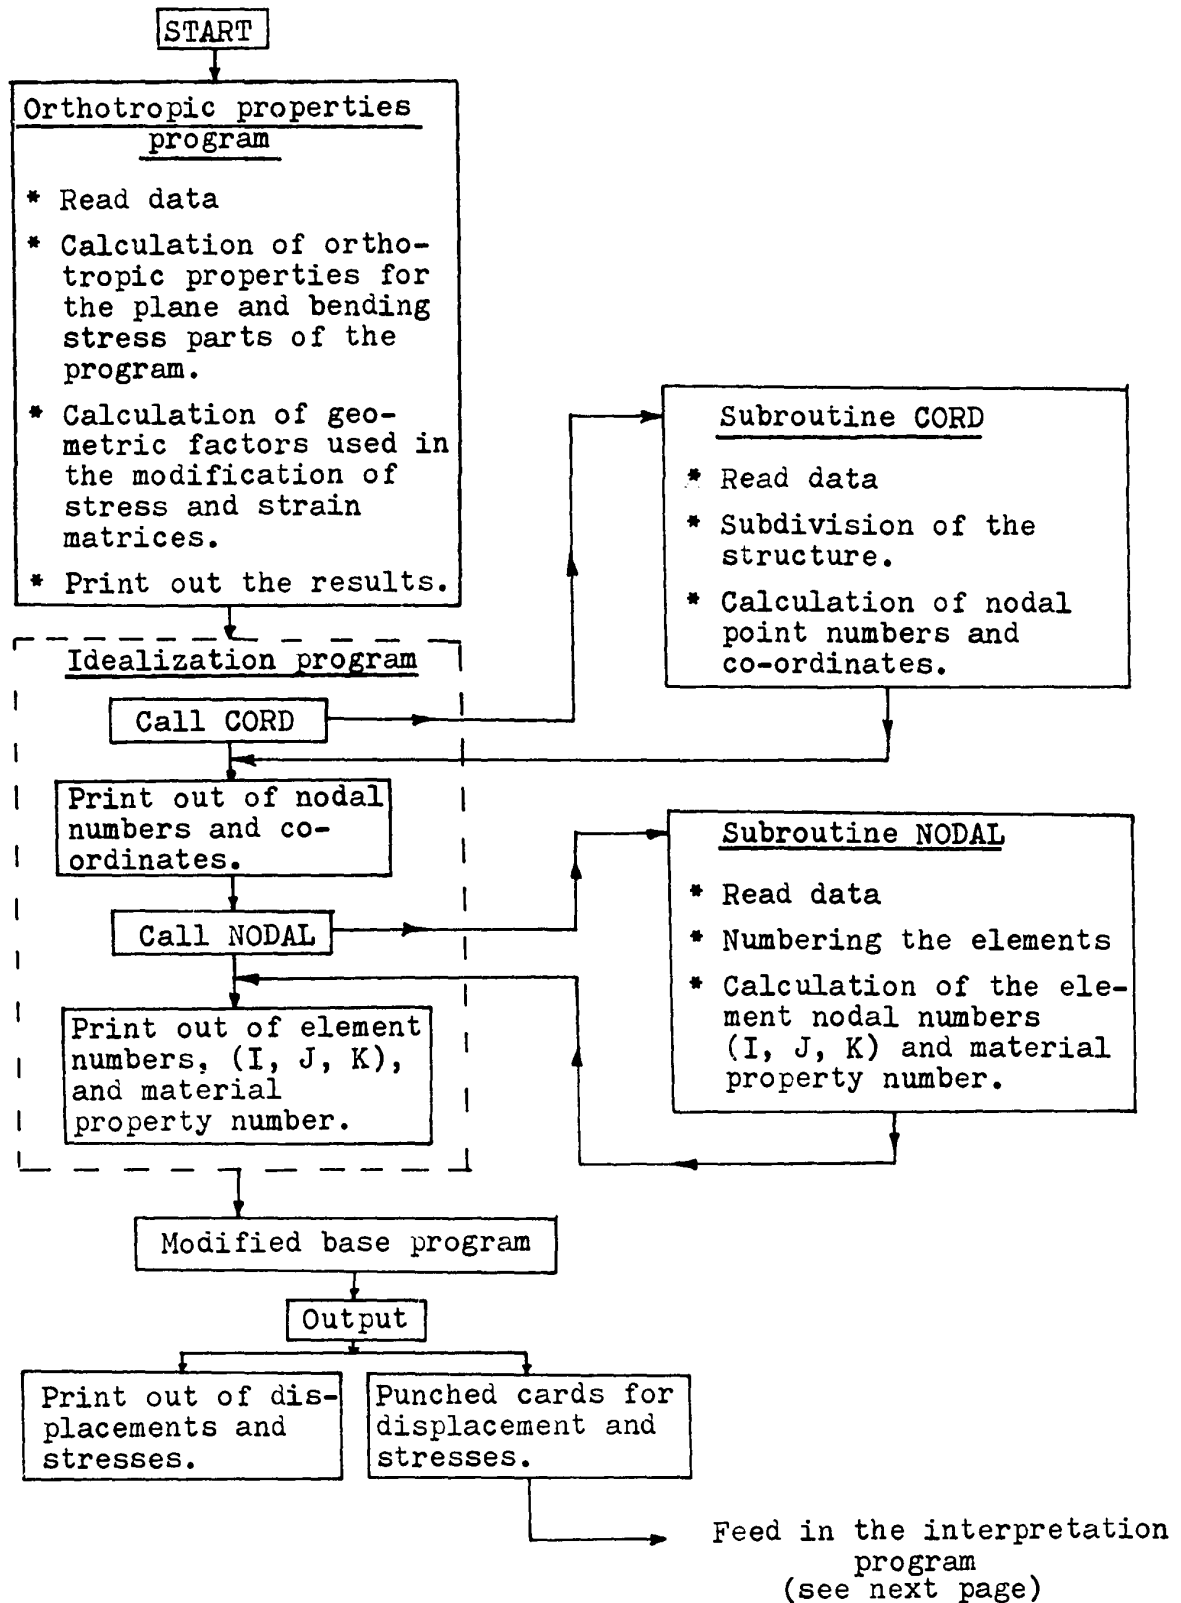 START
Orthotropic properties
program
* Read data
* Calculation of ortho-
tropic properties for
the plane and bending
stress parts of the
program.
* Calculation of geo-
metric factors used in
the modification of
stress and strain
matrices.
* Print out the results.
Idealization program
Call CORD
Subroutine CORD
* Read data
* Subdivision of the
structure.
* Calculation of nodal
point numbers and
co-ordinates.
Print out of nodal
numbers and co-
ordinates.
Call NODAL
Subroutine NODAL
* Read data
* Numbering the elements
* Calculation of the ele-
ment nodal numbers
(I, J, K) and material
property number.
Print out of element
numbers, (I, J, K),
and material
property number.
Modified base program
Output
Print out of dis-
placements and
stresses.
Punched cards for
displacement and
stresses.
Feed in the interpretation
program
(see next page)